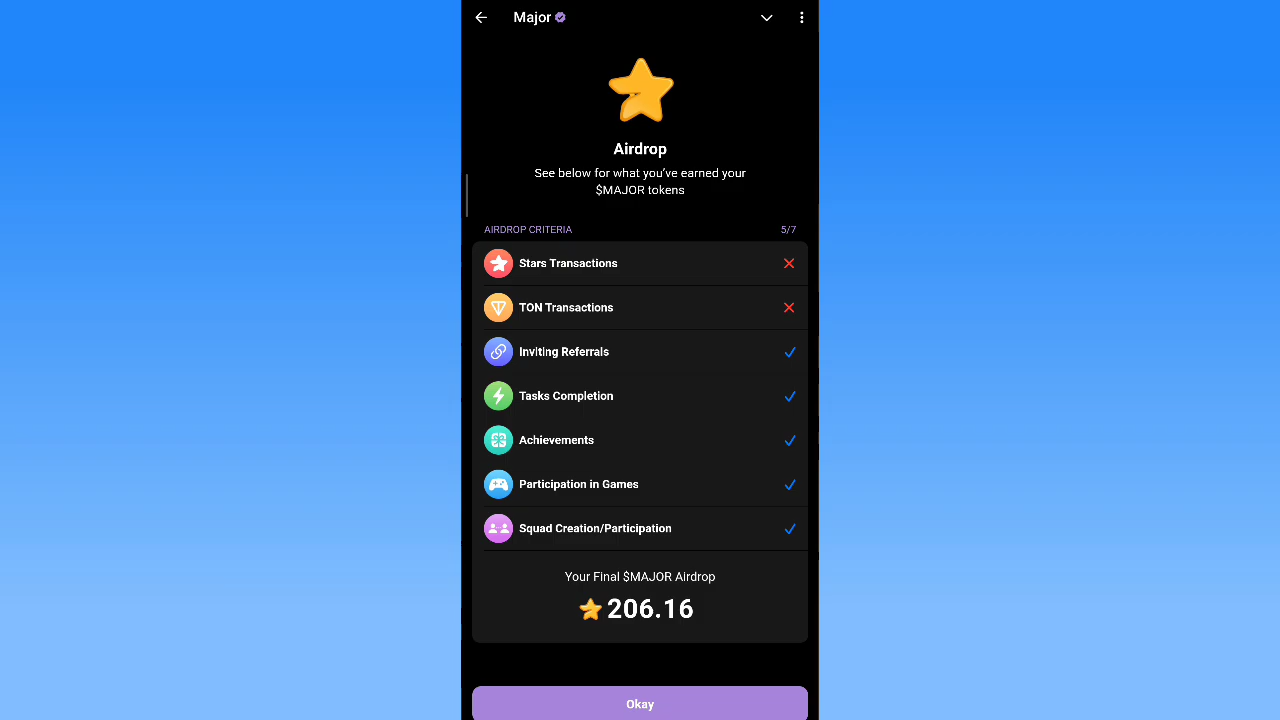 Major
Airdrop
See below for what you've earned your
$MAJOR tokens
AIRDROP CRITERIA 5/7
Stars Transactions
TON Transactions
Inviting Referrals
Tasks Completion
Achievements
Participation in Games
Squad Creation/Participation
Your Final $MAJOR Airdrop
206.16
Okay